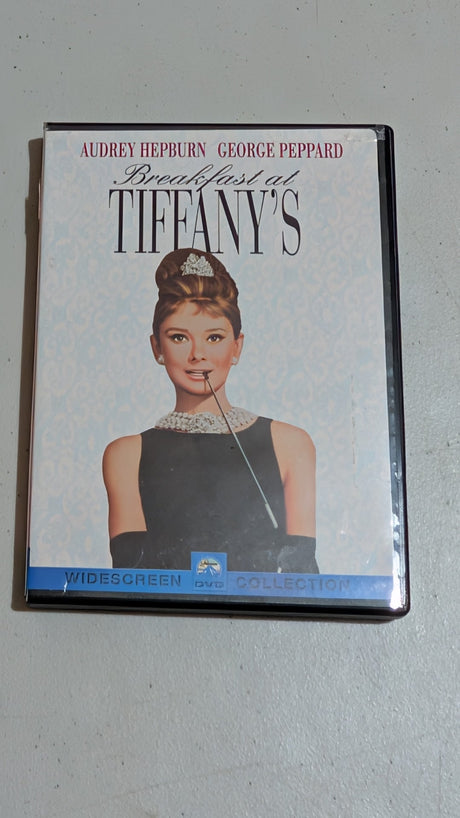 AUDREY HEPBURN GEORGE PEPPARD
Breakfast at
TIFFANY'S
WIDESCREEN DVD COLLECTION